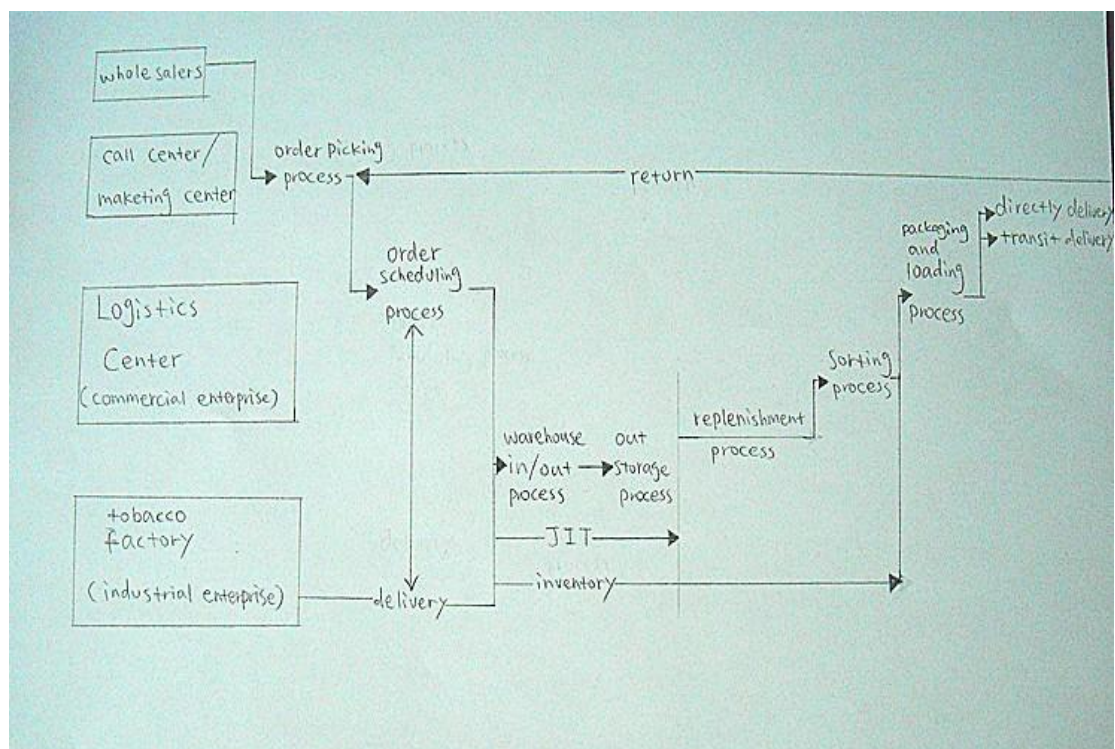 whole salers
call center/
maketing center
order picking
process
return
directly delivery
transit delivery
packaging
and
loading
process
order
scheduling
process
Logistics
Center
(commercial enterprise)
sorting
process
replenishment
process
warehouse
in/out
process
out
storage
process
tobacco
factory
(industrial enterprise)
JIT
inventory
delivery